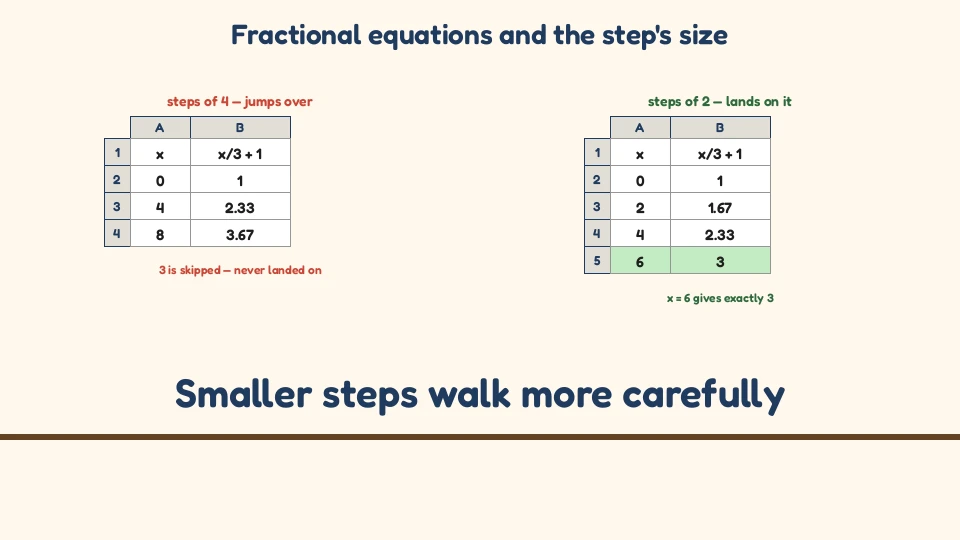 Fractional equations and the step's size
steps of 4 — jumps over
A B
1 x x/3 + 1
2 0 1
3 4 2.33
4 8 3.67
3 is skipped — never landed on
steps of 2 — lands on it
A B
1 x x/3 + 1
2 0 1
3 2 1.67
4 4 2.33
5 6 3
x = 6 gives exactly 3
Smaller steps walk more carefully